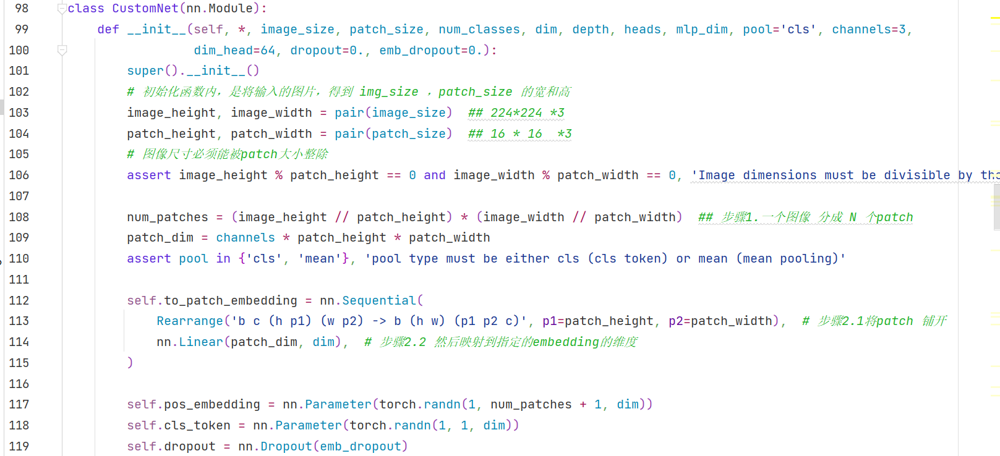 98 class CustomNet(nn.Module):
99 def __init__(self, *, image_size, patch_size, num_classes, dim, depth, heads, mlp_dim, pool='cls', channels=3,
100 dim_head=64, dropout=0., emb_dropout=0.):
101 super().__init__()
102 # 初始化函数内，是将输入的图片，得到 img_size ，patch_size 的宽和高
103 image_height, image_width = pair(image_size) ## 224*224 *3
104 patch_height, patch_width = pair(patch_size) ## 16 * 16 *3
105 # 图像尺寸必须能被patch大小整除
106 assert image_height % patch_height == 0 and image_width % patch_width == 0, 'Image dimensions must be divisible by the
107
108 num_patches = (image_height // patch_height) * (image_width // patch_width) ## 步骤1.一个图像 分成 N 个patch
109 patch_dim = channels * patch_height * patch_width
110 assert pool in {'cls', 'mean'}, 'pool type must be either cls (cls token) or mean (mean pooling)'
111
112 self.to_patch_embedding = nn.Sequential(
113 Rearrange('b c (h p1) (w p2) -> b (h w) (p1 p2 c)', p1=patch_height, p2=patch_width), # 步骤2.1将patch 铺开
114 nn.Linear(patch_dim, dim), # 步骤2.2 然后映射到指定的embedding的维度
115 )
116
117 self.pos_embedding = nn.Parameter(torch.randn(1, num_patches + 1, dim))
118 self.cls_token = nn.Parameter(torch.randn(1, 1, dim))
119 self.dropout = nn.Dropout(emb_dropout)